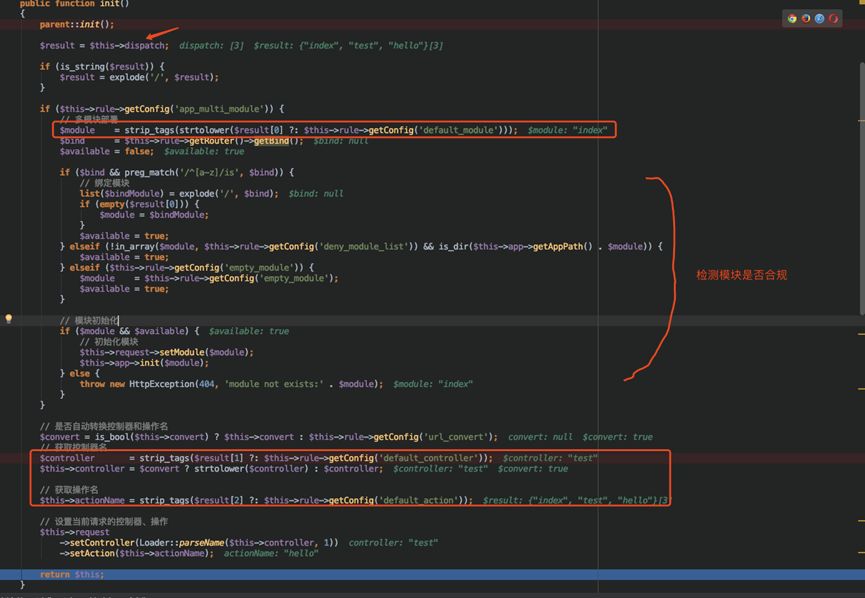 public function init()
{
parent::init();
$result = $this->dispatch; dispatch: [3] $result: {"index", "test", "hello"}[3]
if (is_string($result)) {
$result = explode('/', $result);
}
if ($this->rule->getConfig('app_multi_module')) {
// 多模块部署
$module = strip_tags(strtolower($result[0] ?: $this->rule->getConfig('default_module'))); $module: "index"
$bind = $this->rule->getRouter()->getBind(); $bind: null
$available = false; $available: true
if ($bind && preg_match('/^[a-z]/is', $bind)) {
// 绑定模块
list($bindModule) = explode('/', $bind); $bind: null
if (empty($result[0])) {
$module = $bindModule;
}
$available = true;
} elseif (!in_array($module, $this->rule->getConfig('deny_module_list')) && is_dir($this->app->getAppPath() . $module)) {
$available = true;
} elseif ($this->rule->getConfig('empty_module')) {
$module = $this->rule->getConfig('empty_module');
$available = true;
}
检测模块是否合规
// 模块初始化
if ($module && $available) { $available: true
// 初始化模块
$this->request->setModule($module);
$this->app->init($module);
} else {
throw new HttpException(404, 'module not exists:' . $module); $module: "index"
}
}
// 是否自动转换控制器和操作名
$convert = is_bool($this->convert) ? $this->convert : $this->rule->getConfig('url_convert'); convert: null $convert: true
// 获取控制器名
$controller = strip_tags($result[1] ?: $this->rule->getConfig('default_controller')); $controller: "test"
$this->controller = $convert ? strtolower($controller) : $controller; $controller: "test" $convert: true
// 获取操作名
$this->actionName = strip_tags($result[2] ?: $this->rule->getConfig('default_action')); $result: {"index", "test", "hello"}[3]
// 设置当前请求的控制器、操作
$this->request
->setController(Loader::parseName($this->controller, 1)) controller: "test"
->setAction($this->actionName); actionName: "hello"
return $this;
}